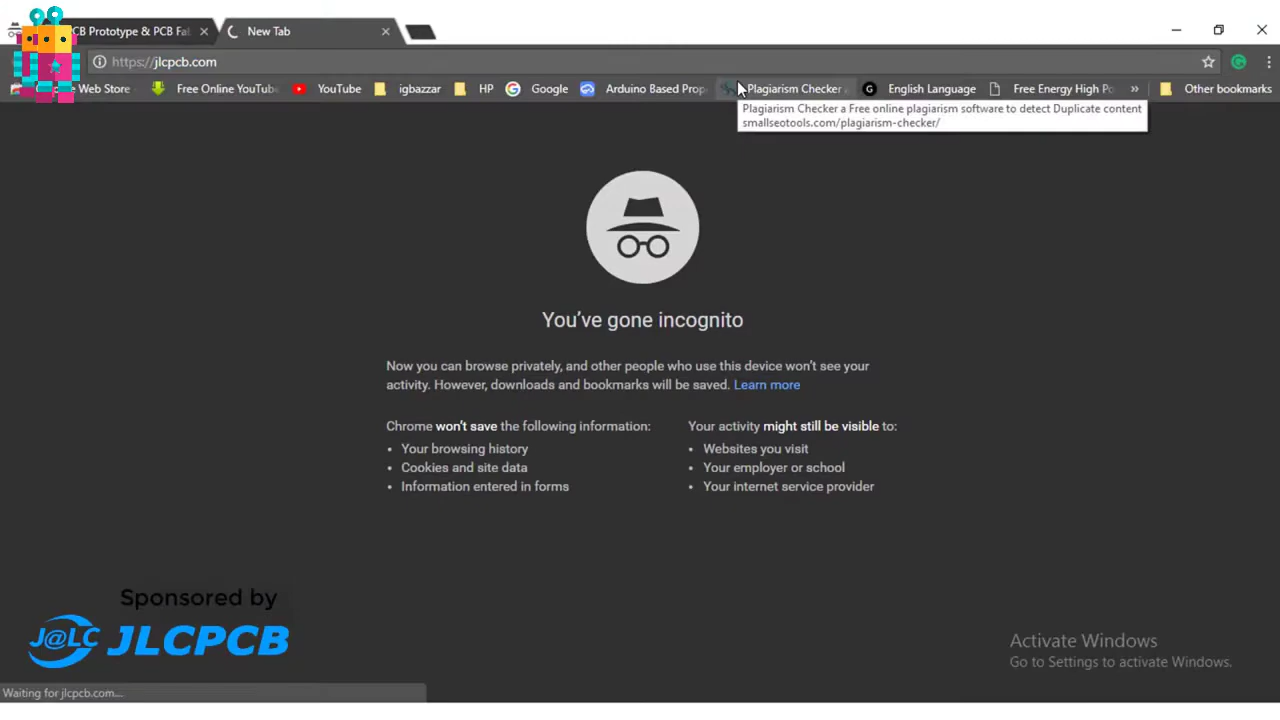 CB Prototype & PCB Fal
New Tab
https://jlcpcb.com
e Web Store
Free Online YouTub
YouTube
igbazzar
HP
Google
Arduino Based Prop
Plagiarism Checker
English Language
Free Energy High Po
»
Other bookmarks
Plagiarism Checker a Free online plagiarism software to detect Duplicate content
smallseotools.com/plagiarism-checker/
You've gone incognito
Now you can browse privately, and other people who use this device won't see your
activity. However, downloads and bookmarks will be saved. Learn more
Chrome won't save the following information:
• Your browsing history
• Cookies and site data
• Information entered in forms
Your activity might still be visible to:
• Websites you visit
• Your employer or school
• Your internet service provider
Sponsored by
J@LC JLCPCB
Activate Windows
Go to Settings to activate Windows.
Waiting for jlcpcb.com...